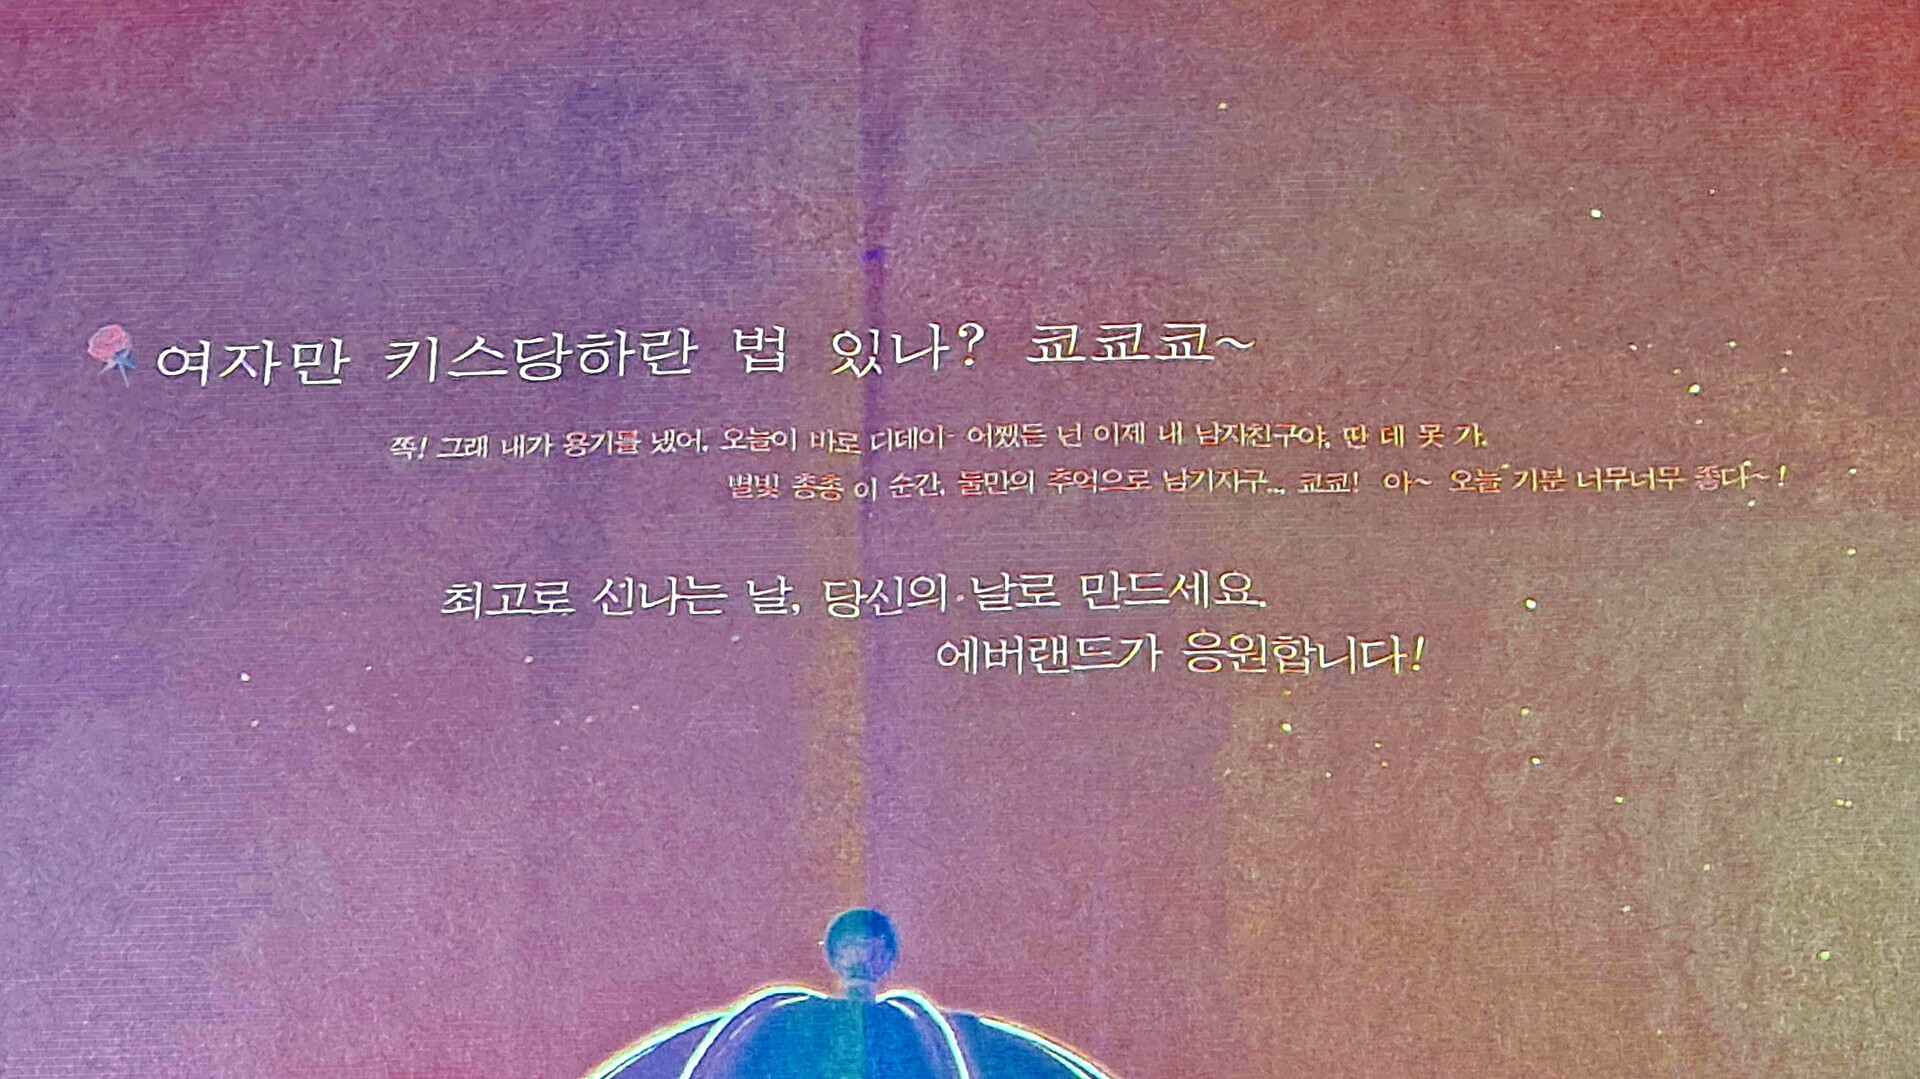 여자만 키스당하란 법 있나? 쿄쿄쿄~
쪽! 그래 내가 용기를 냈어. 오늘이 바로 디데이- 어쨌든 넌 이제 내 남자친구야. 딴 데 못 가.
별빛 총총 이 순간, 둘만의 추억으로 남기자구... 쿄쿄! 아~ 오늘 기분 너무너무 좋다~!
최고로 신나는 날, 당신의 날로 만드세요.
에버랜드가 응원합니다!